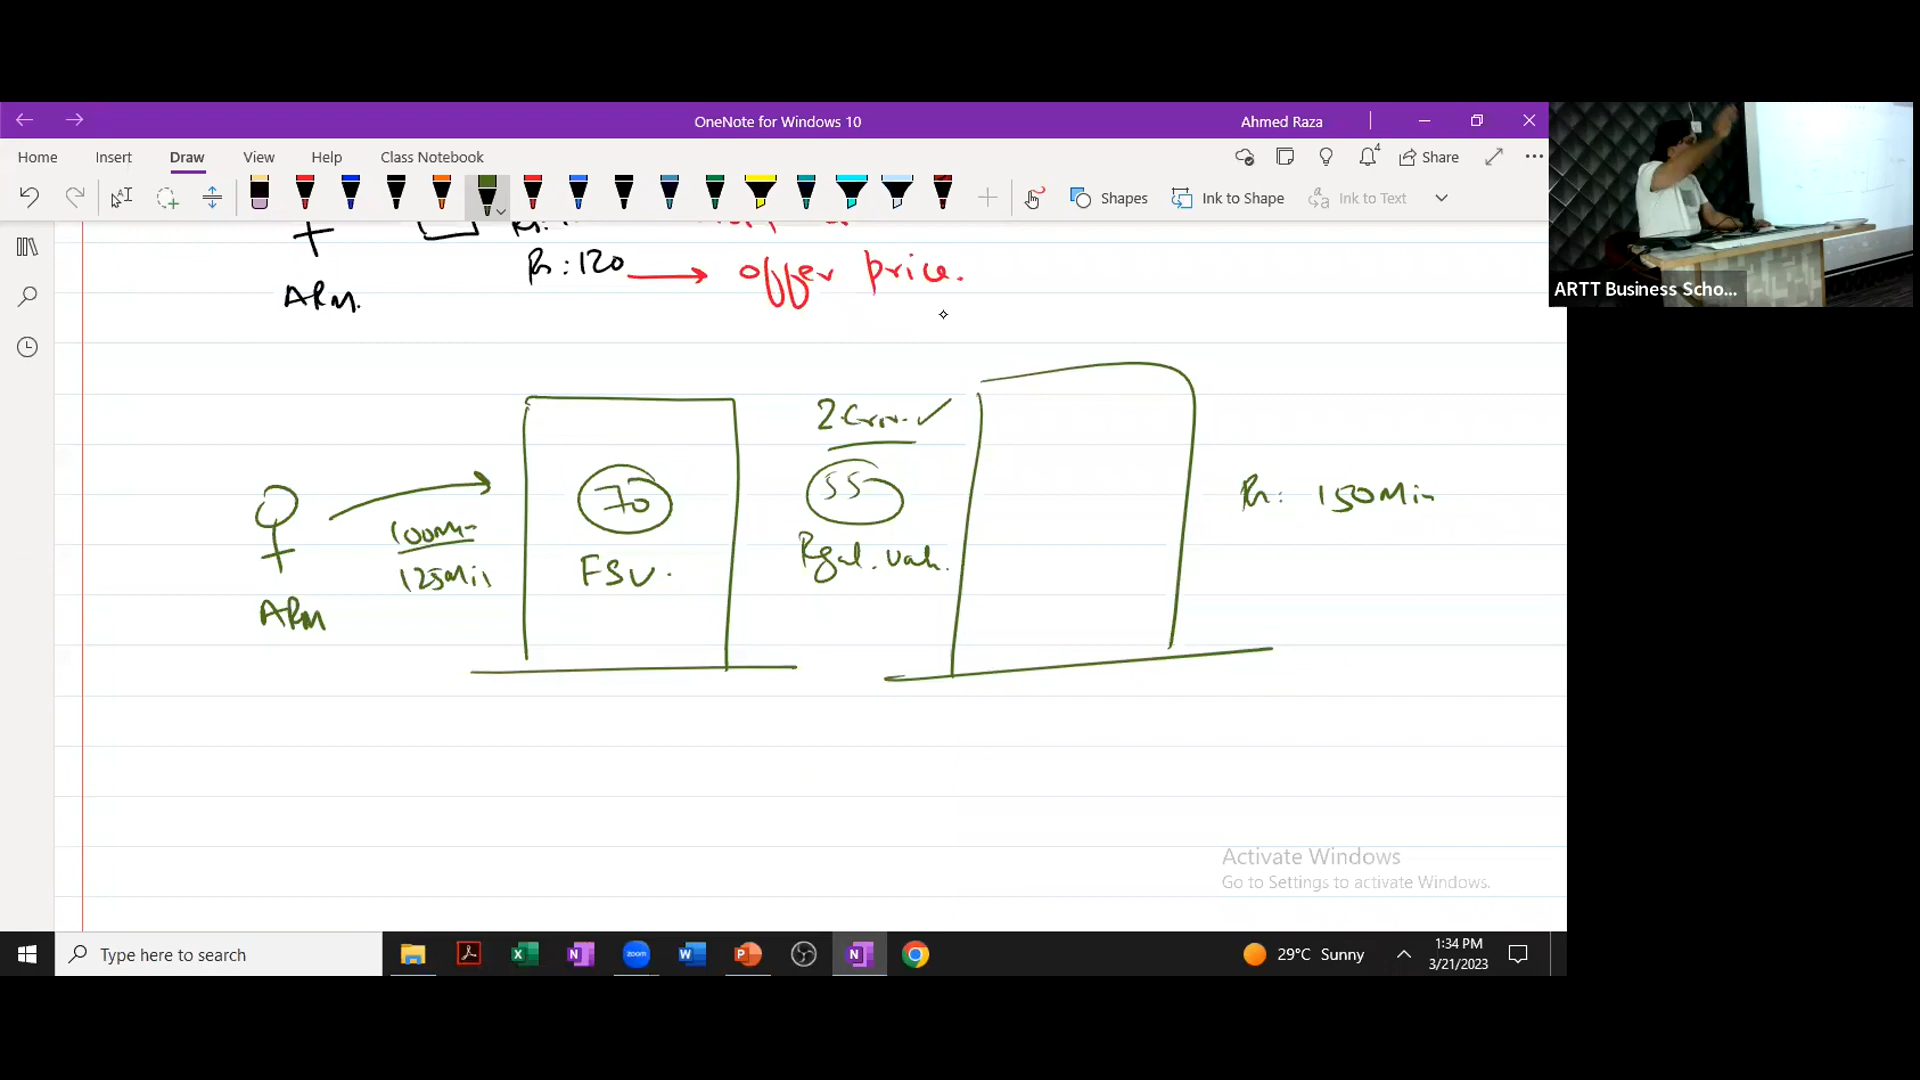 OneNote for Windows 10
Ahmed Raza
Home Insert Draw View Help Class Notebook
4
Share
Shapes
Ink to Shape
Ink to Text
ARTT Business Scho...
Rs: 120 offer price.
ARM.
2 Crr.
70
55
Rs: 150Min
100Mn
125Min
FSV.
ARM
Activate Windows
Go to Settings to activate Windows.
Type here to search
zoom
29°C Sunny
1:34 PM
3/21/2023